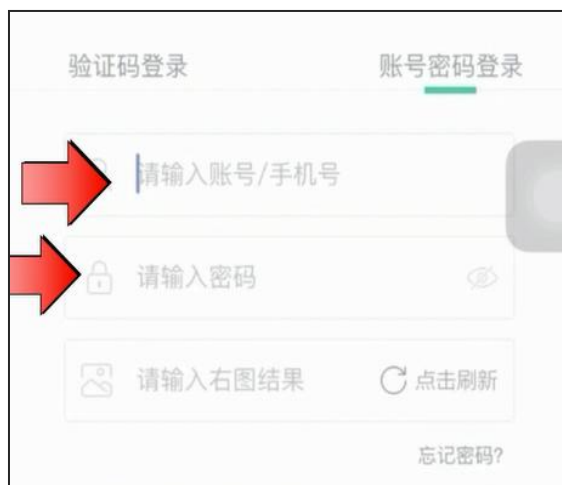 验证码登录 账号密码登录
请输入账号/手机号
请输入密码
请输入右图结果 点击刷新
忘记密码?